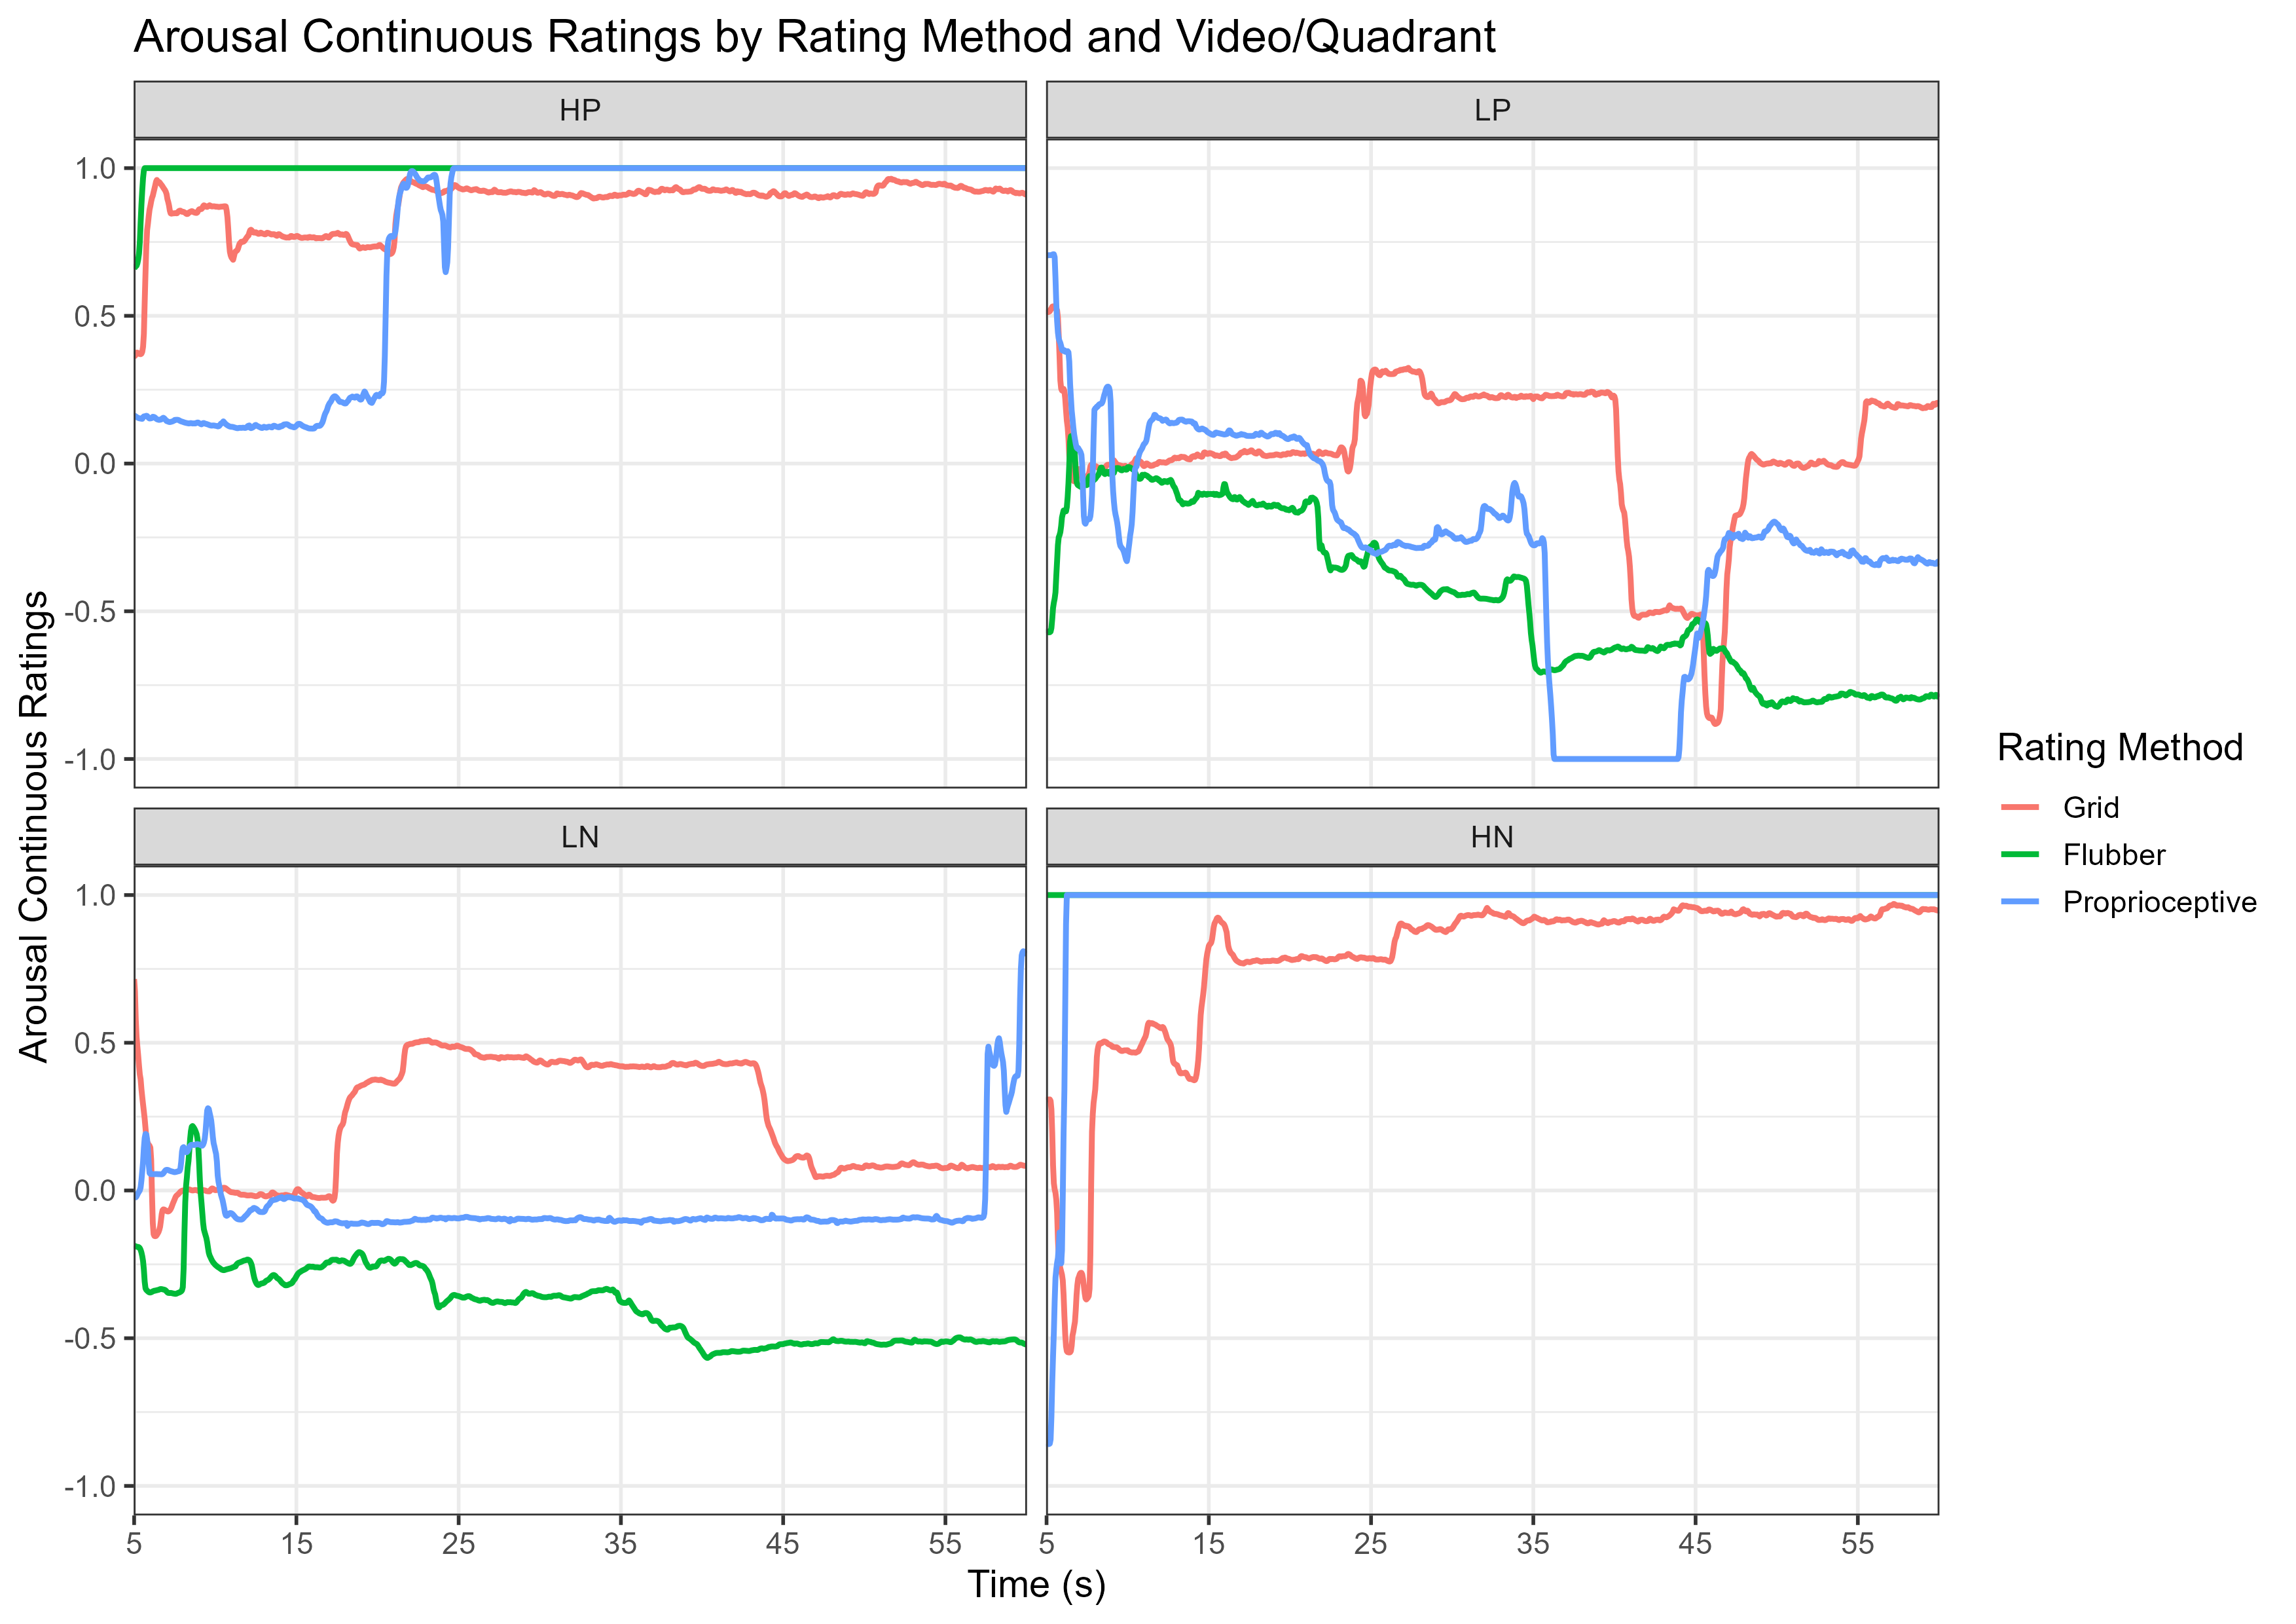 Arousal Continuous Ratings by Rating Method and Video/Quadrant
HP
LP
1.0
0.5
0.0
-0.5
-1.0
LN
HN
1.0
0.5
0.0
-0.5
-1.0
5 15 25 35 45 55
5 15 25 35 45 55
Time (s)
Arousal Continuous Ratings
Rating Method
Grid
Flubber
Proprioceptive